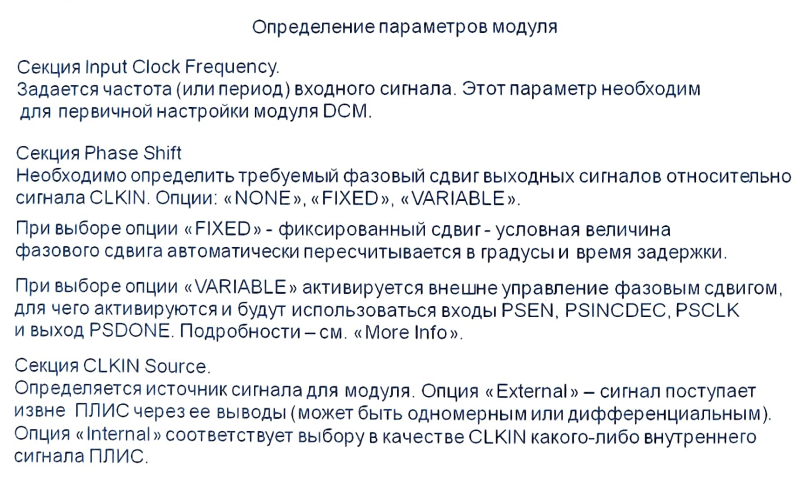 Определение параметров модуля
Секция Input Clock Frequency.
Задается частота (или период) входного сигнала. Этот параметр необходим
для первичной настройки модуля DCM.
Секция Phase Shift
Необходимо определить требуемый фазовый сдвиг выходных сигналов относительно
сигнала CLKIN. Опции: «NONE», «FIXED», «VARIABLE».
При выборе опции «FIXED» - фиксированный сдвиг - условная величина
фазового сдвига автоматически пересчитывается в градусы и время задержки.
При выборе опции «VARIABLE» активируется внешне управление фазовым сдвигом,
для чего активируются и будут использоваться входы PSEN, PSINCDEC, PSCLK
и выход PSDONE. Подробности – см. «More Info».
Секция CLKIN Source.
Определяется источник сигнала для модуля. Опция «External» – сигнал поступает
извне ПЛИС через ее выводы (может быть одномерным или дифференциальным).
Опция «Internal» соответствует выбору в качестве CLKIN какого-либо внутреннего
сигнала ПЛИС.